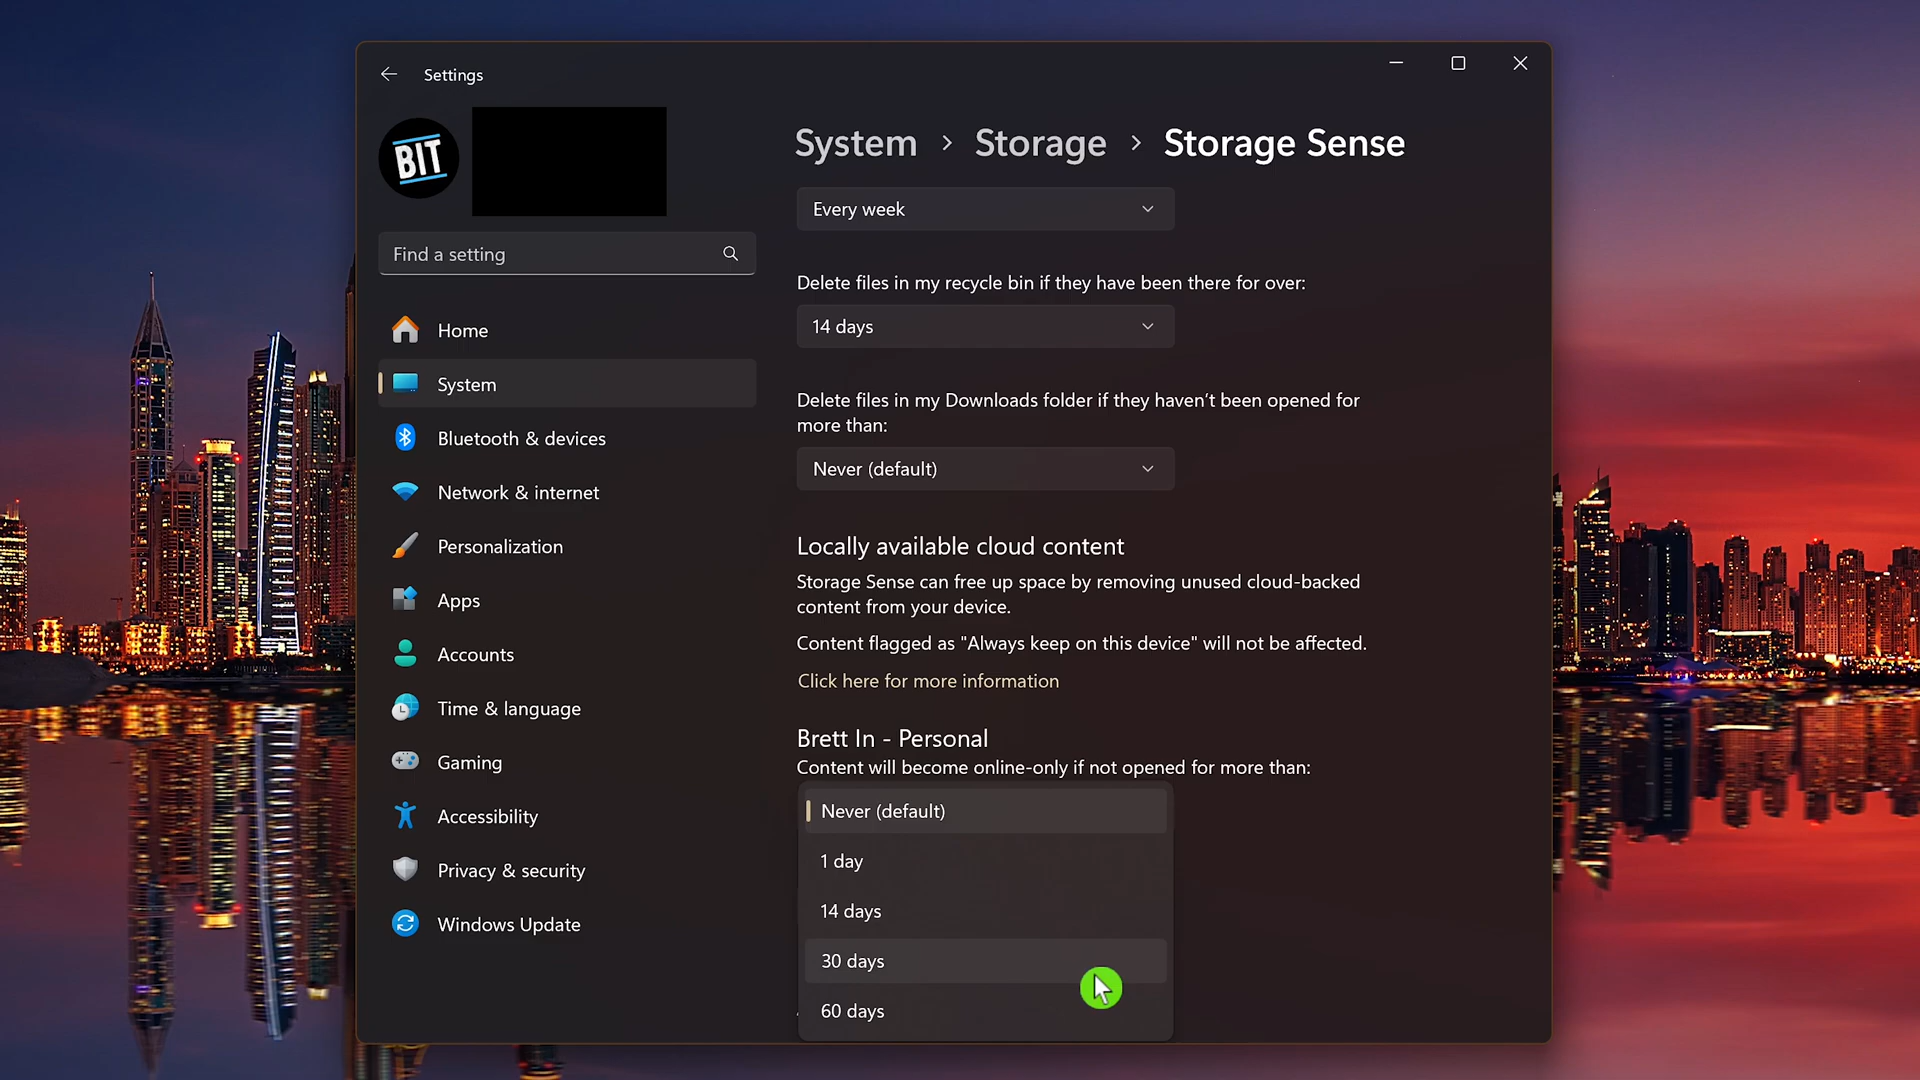 Settings
BIT
Find a setting
Home
System
Bluetooth & devices
Network & internet
Personalization
Apps
Accounts
Time & language
Gaming
Accessibility
Privacy & security
Windows Update
System > Storage > Storage Sense
Every week
Delete files in my recycle bin if they have been there for over:
14 days
Delete files in my Downloads folder if they haven't been opened for
more than:
Never (default)
Locally available cloud content
Storage Sense can free up space by removing unused cloud-backed
content from your device.
Content flagged as "Always keep on this device" will not be affected.
Click here for more information
Brett In - Personal
Content will become online-only if not opened for more than:
Never (default)
1 day
14 days
30 days
60 days